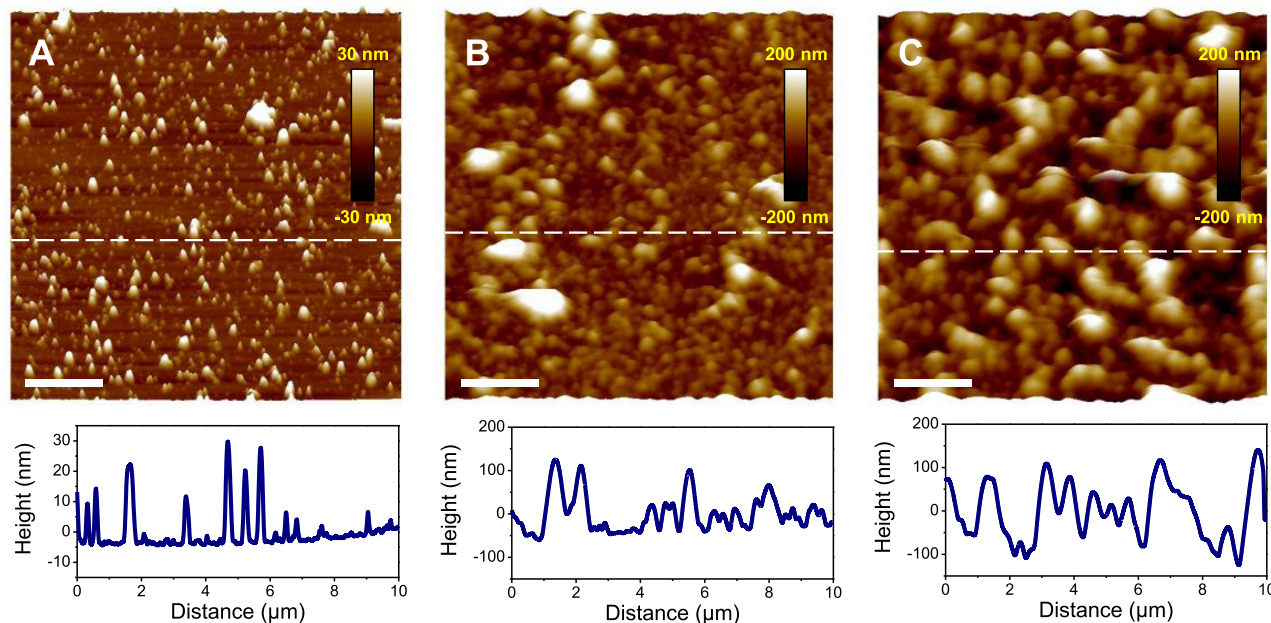 A
30 nm
-30 nm
B
200 nm
-200 nm
C
200 nm
-200 nm
30
20
10
0
-10
Height (nm)
0 2 4 6 8 10
Distance (µm)
200
100
0
-100
Height (nm)
0 2 4 6 8 10
Distance (µm)
200
100
0
-100
Height (nm)
0 2 4 6 8 10
Distance (µm)